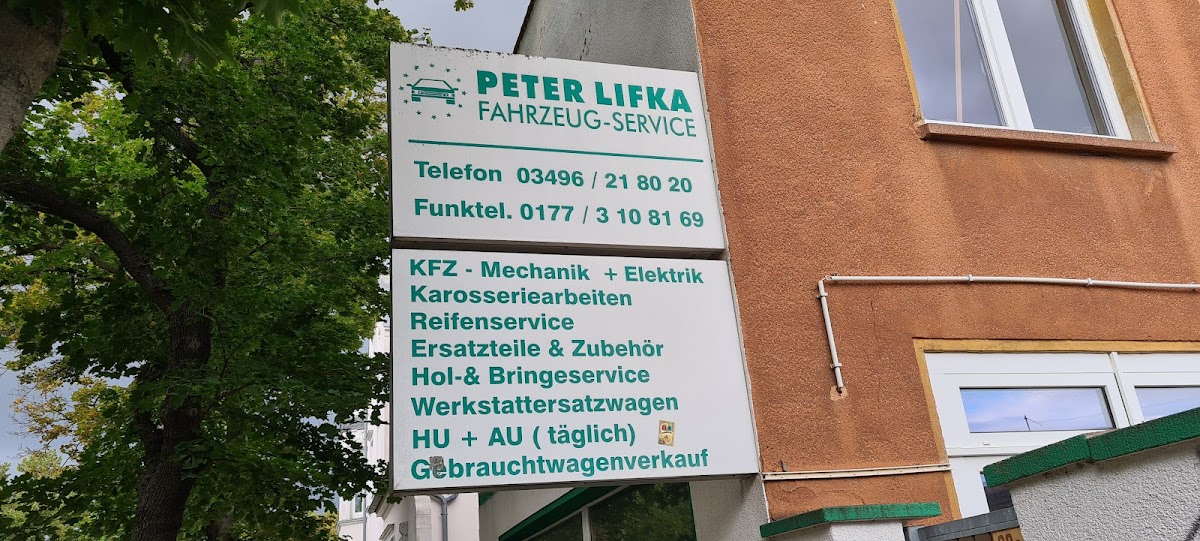 PETER LIFKA
FAHRZEUG-SERVICE
Telefon 03496 / 21 80 20
Funktel. 0177 / 3 10 81 69
KFZ - Mechanik + Elektrik
Karosseriearbeiten
Reifenservice
Ersatzteile & Zubehör
Hol-& Bringeservice
Werkstattersatzwagen
HU + AU ( täglich)
Gebrauchtwagenverkauf